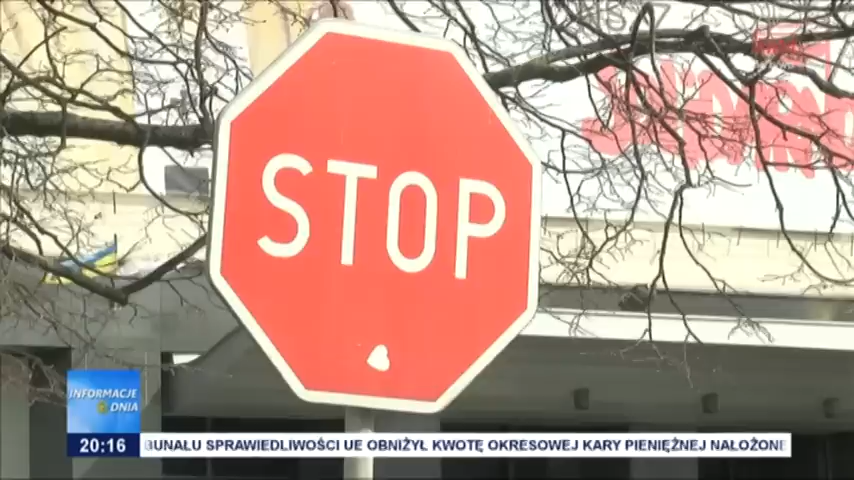 STOP
INFORMACJE
DNIA
20:16
BUNAŁU SPRAWIEDLIWOŚCI UE OBNIŻYŁ KWOTĘ OKRESOWEJ KARY PIENIĘŻNEJ NAŁOŻONE